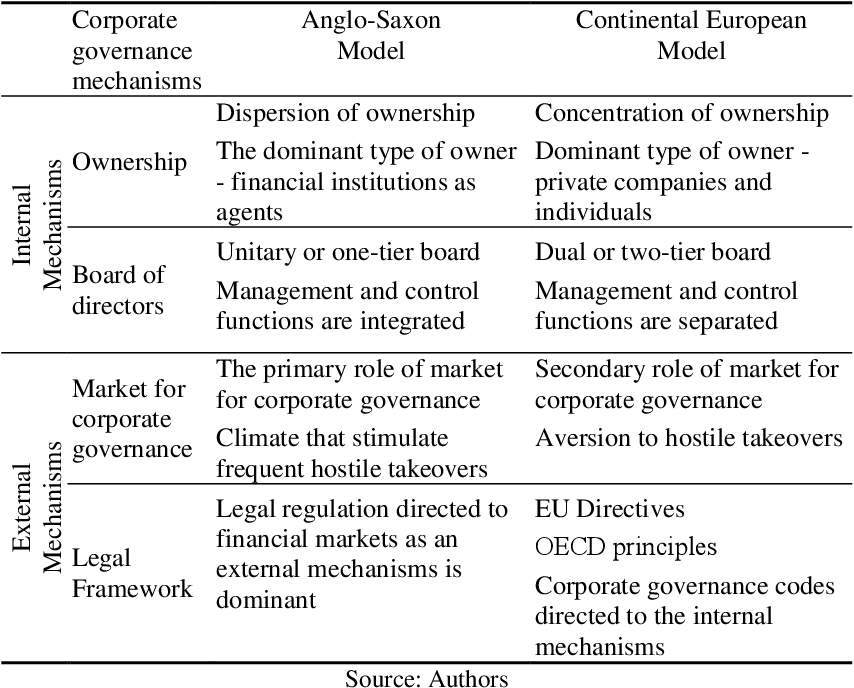 Corporate
governance
mechanisms
Anglo-Saxon
Model
Continental European
Model
Internal
Mechanisms
Ownership
Dispersion of ownership
The dominant type of owner
- financial institutions as
agents
Concentration of ownership
Dominant type of owner -
private companies and
individuals
Board of
directors
Unitary or one-tier board
Management and control
functions are integrated
Dual or two-tier board
Management and control
functions are separated
External
Mechanisms
Market for
corporate
governance
The primary role of market
for corporate governance
Climate that stimulate
frequent hostile takeovers
Secondary role of market for
corporate governance
Aversion to hostile takeovers
Legal
Framework
Legal regulation directed to
financial markets as an
external mechanisms is
dominant
EU Directives
OECD principles
Corporate governance codes
directed to the internal
mechanisms
Source: Authors